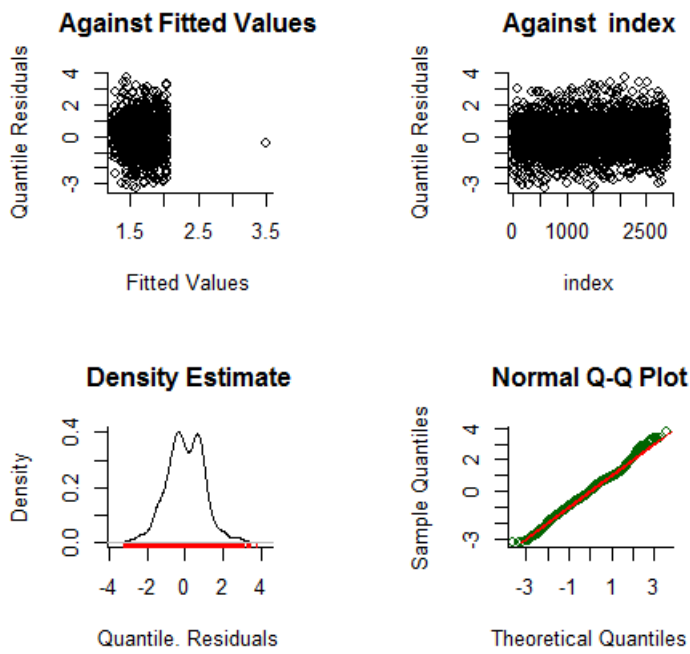 Against Fitted Values
Quantile Residuals
-3 0 2 4
1.5 2.5 3.5
Fitted Values
Against index
Quantile Residuals
-3 0 2 4
0 1000 2500
index
Density Estimate
Density
0.0 0.2 0.4
-4 -2 0 2 4
Quantile. Residuals
Normal Q-Q Plot
Sample Quantiles
-3 0 2 4
-3 -1 1 3
Theoretical Quantiles